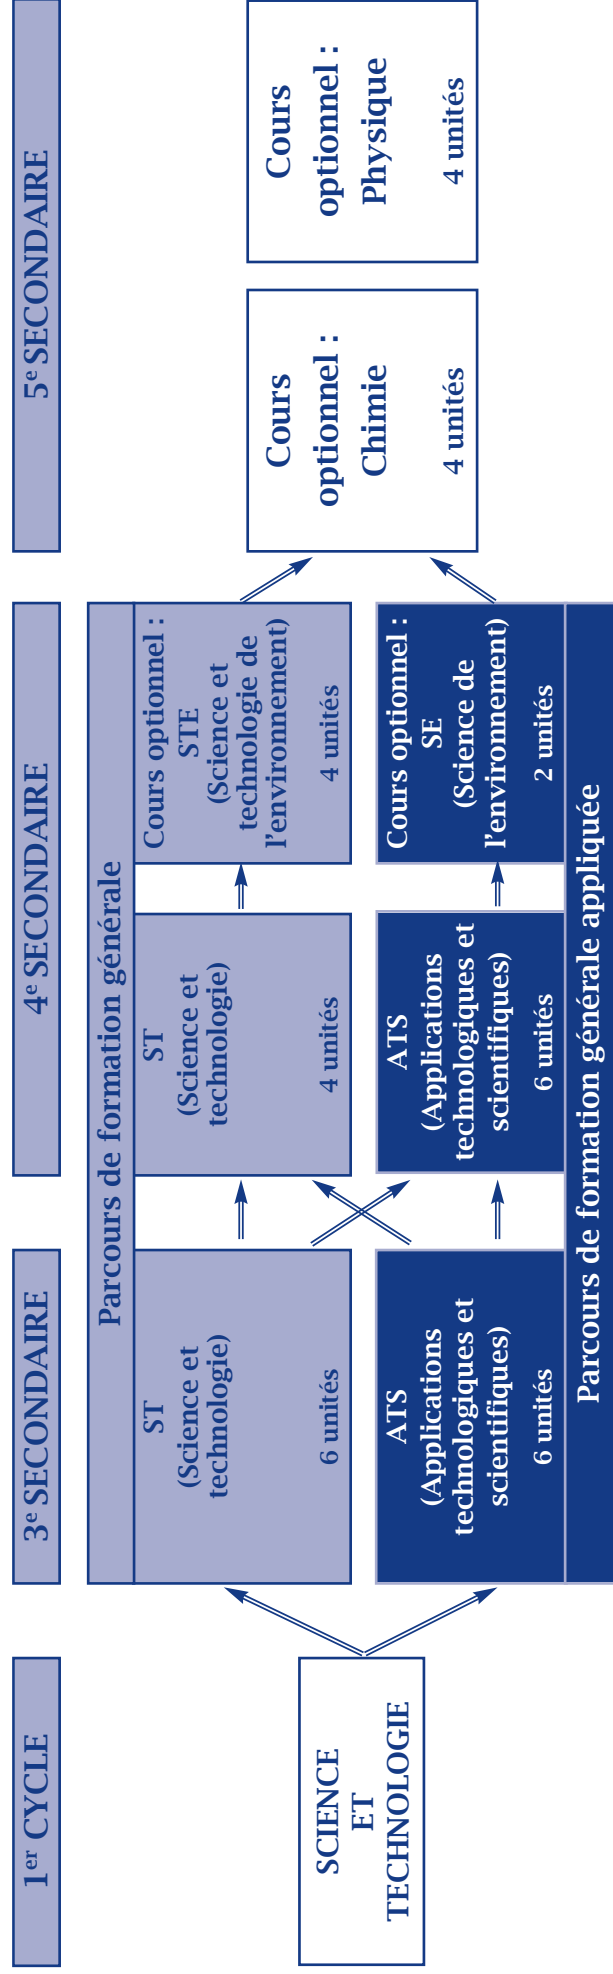 1er CYCLE
3e SECONDAIRE
4e SECONDAIRE
5e SECONDAIRE
SCIENCE
ET
TECHNOLOGIE
Parcours de formation générale
ST
(Science et
technologie)
6 unités
ST
(Science et
technologie)
4 unités
Cours optionnel :
STE
(Science et
technologie de
l'environnement)
4 unités
ATS
(Applications
technologiques et
scientifiques)
6 unités
ATS
(Applications
technologiques et
scientifiques)
6 unités
Cours optionnel :
SE
(Science de
l'environnement)
2 unités
Parcours de formation générale appliquée
Cours
optionnel :
Chimie
4 unités
Cours
optionnel :
Physique
4 unités